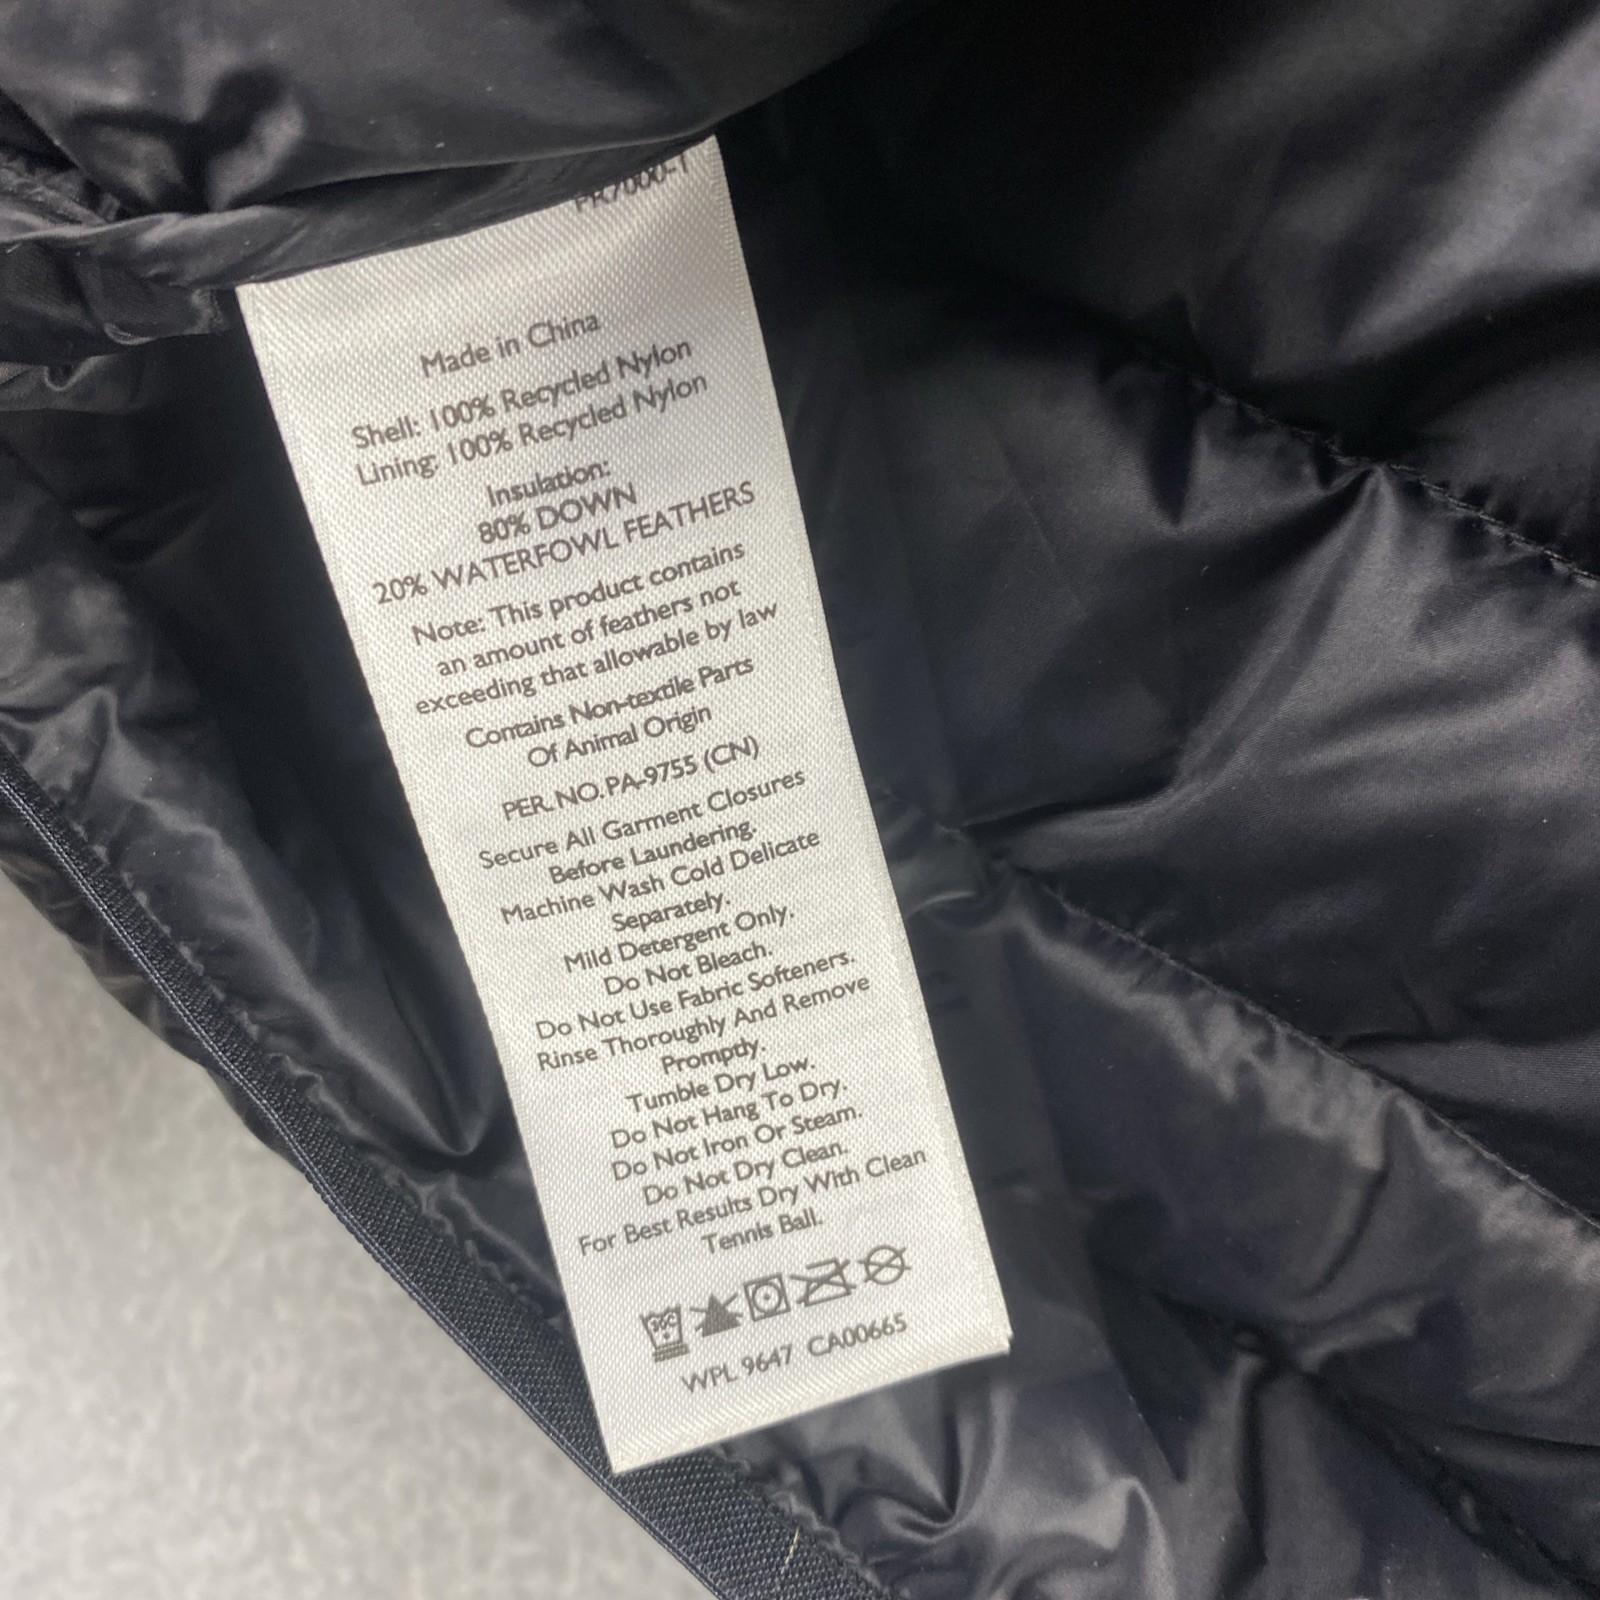 PR7000-1
Made in China
Shell: 100% Recycled Nylon
Lining: 100% Recycled Nylon
Insulation:
80% DOWN
20% WATERFOWL FEATHERS
Note: This product contains
an amount of feathers not
exceeding that allowable by law
Contains Non-textile Parts
Of Animal Origin
PER. NO. PA-9755 (CN)
Secure All Garment Closures
Before Laundering.
Machine Wash Cold Delicate
Separately.
Mild Detergent Only.
Do Not Bleach.
Do Not Use Fabric Softeners.
Rinse Thoroughly And Remove
Promptly.
Tumble Dry Low.
Do Not Hang To Dry.
Do Not Iron Or Steam.
Do Not Dry Clean.
For Best Results Dry With Clean
Tennis Ball.
30C
WPL 9647 CA00665